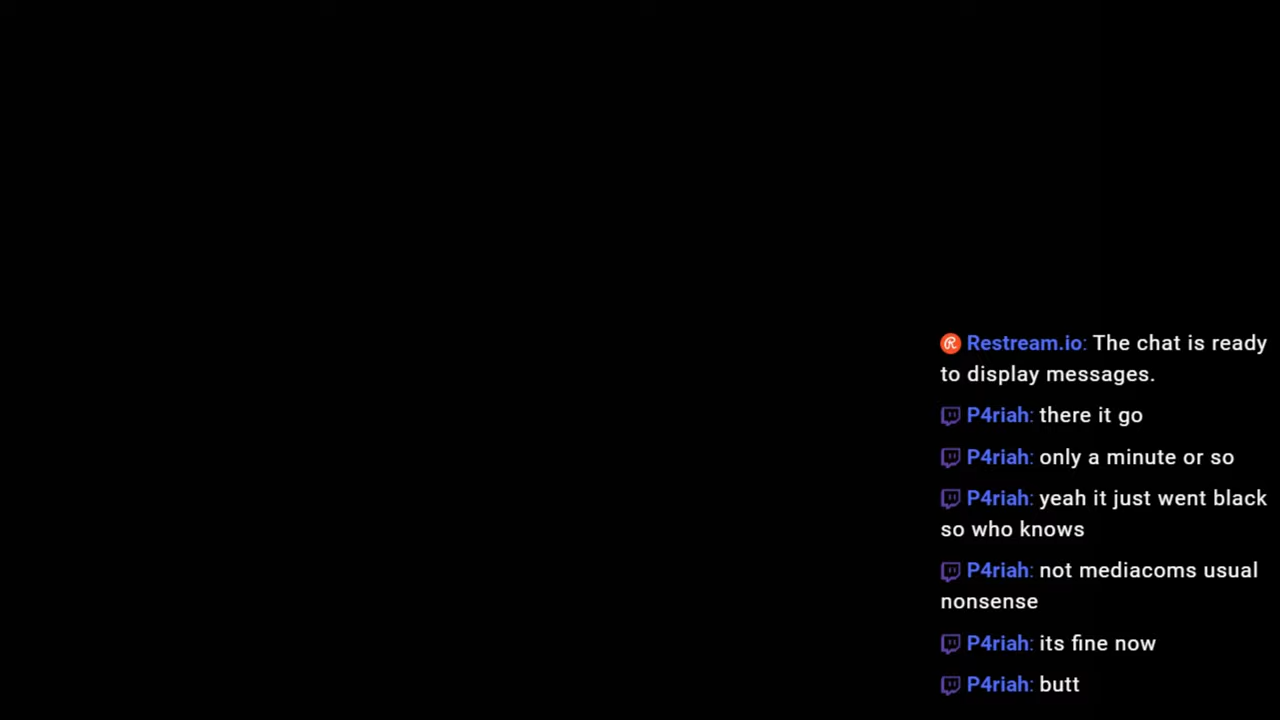 Restream.io: The chat is ready
to display messages.
P4riah: there it go
P4riah: only a minute or so
P4riah: yeah it just went black
so who knows
P4riah: not mediacoms usual
nonsense
P4riah: its fine now
P4riah: butt